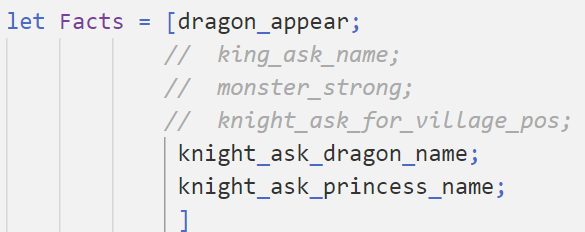 let Facts = [dragon_appear;
//  king_ask_name;
//  monster_strong;
//  knight_ask_for_village_pos;
knight_ask_dragon_name;
knight_ask_princess_name;
]